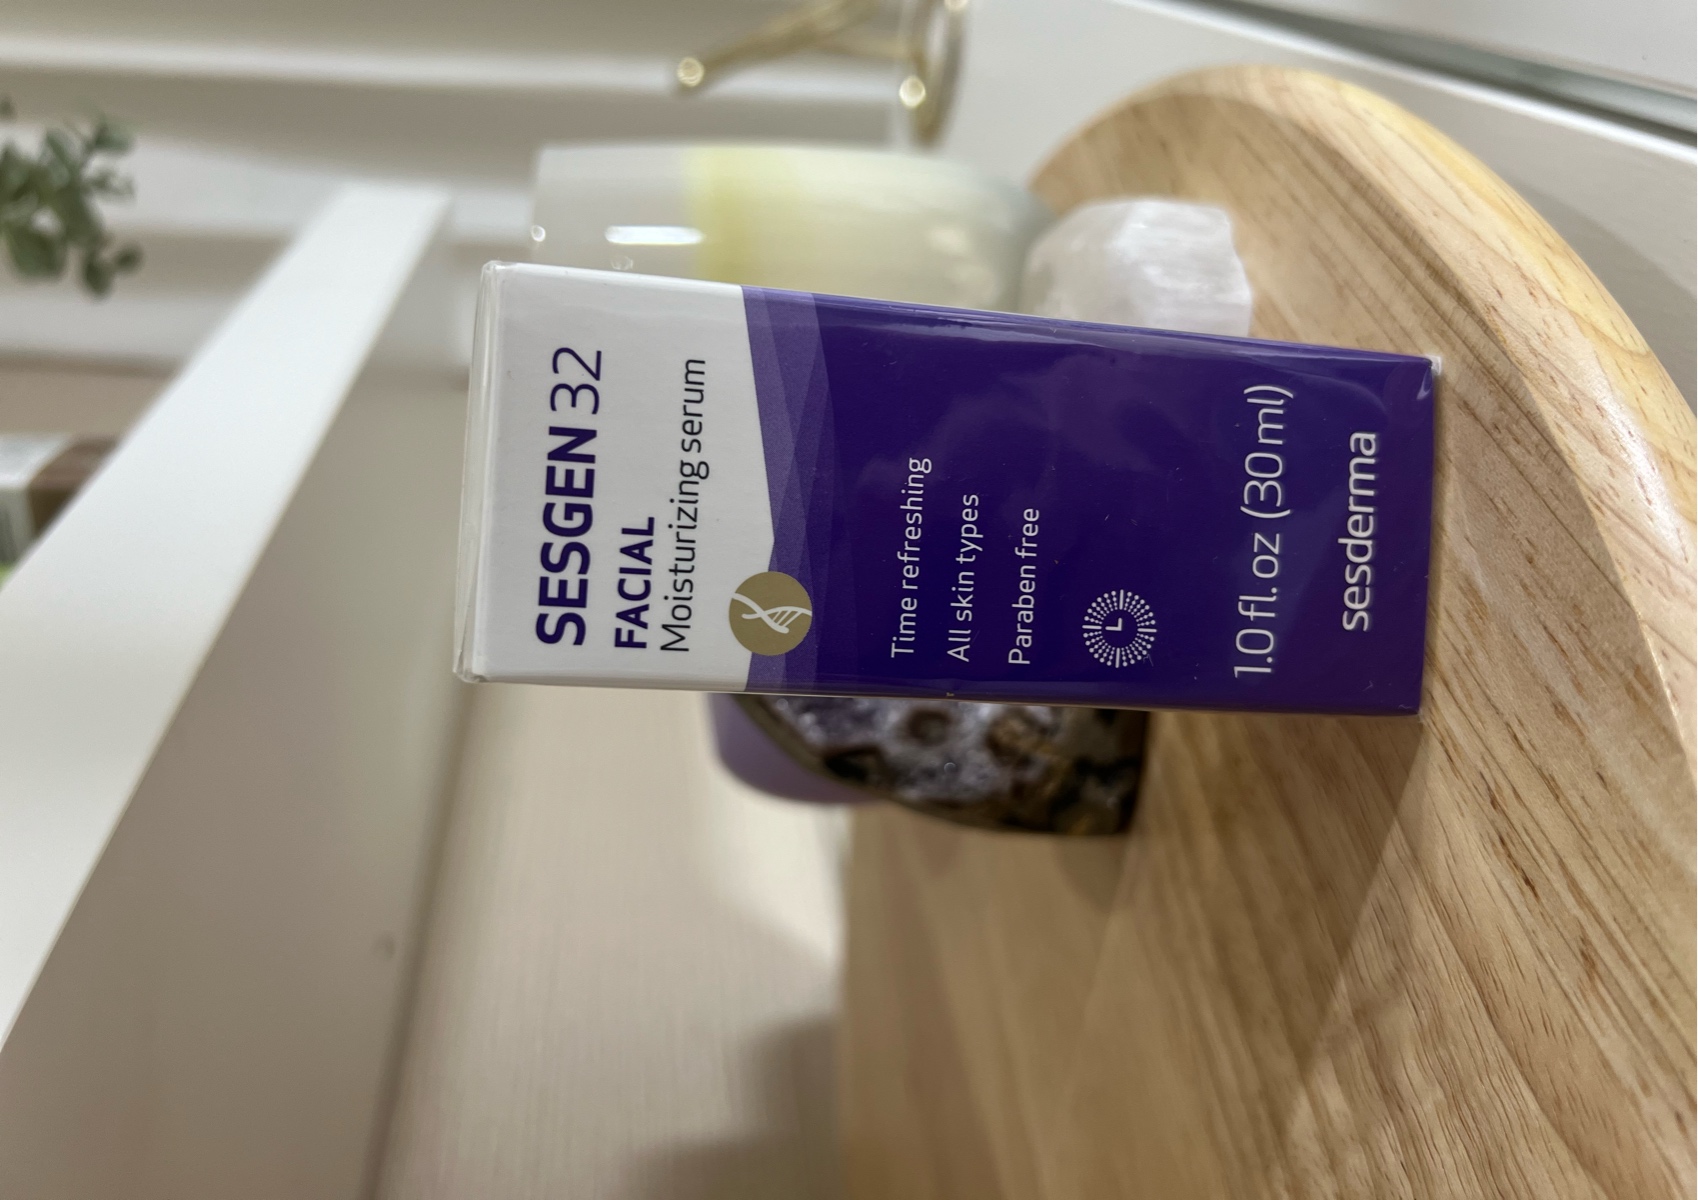 SESGEN 32
FACIAL
Moisturizing serum
Time refreshing
All skin types
Paraben free
1.0 fl. oz (30 ml)
sesderma